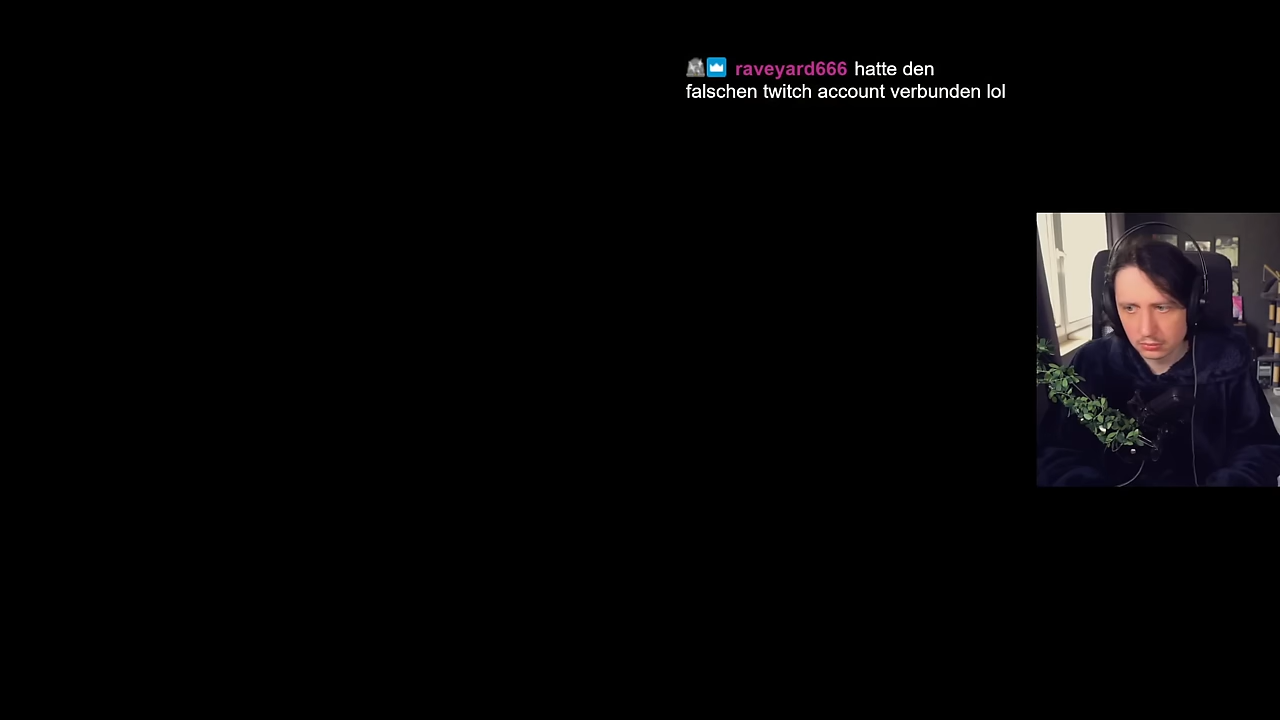 raveyard666 hatte den
falschen twitch account verbunden lol